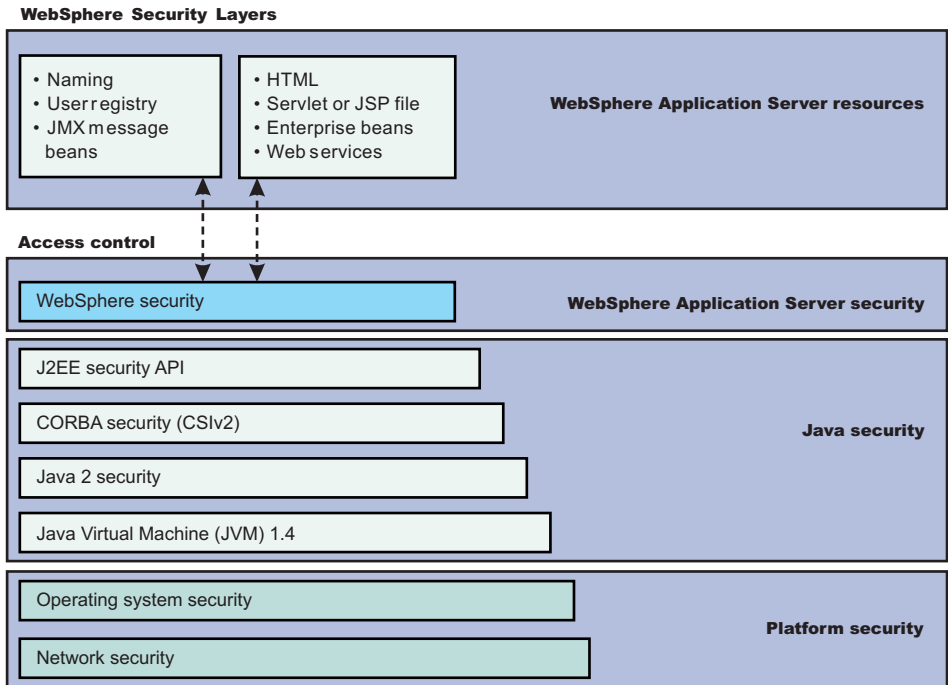 WebSphere Security Layers
• Naming
• User registry
• JMX message
beans
• HTML
• Servlet or JSP file
• Enterprise beans
• Web services
WebSphere Application Server resources
Access control
WebSphere security
WebSphere Application Server security
J2EE security API
CORBA security (CSIv2)
Java security
Java 2 security
Java Virtual Machine (JVM) 1.4
Operating system security
Platform security
Network security